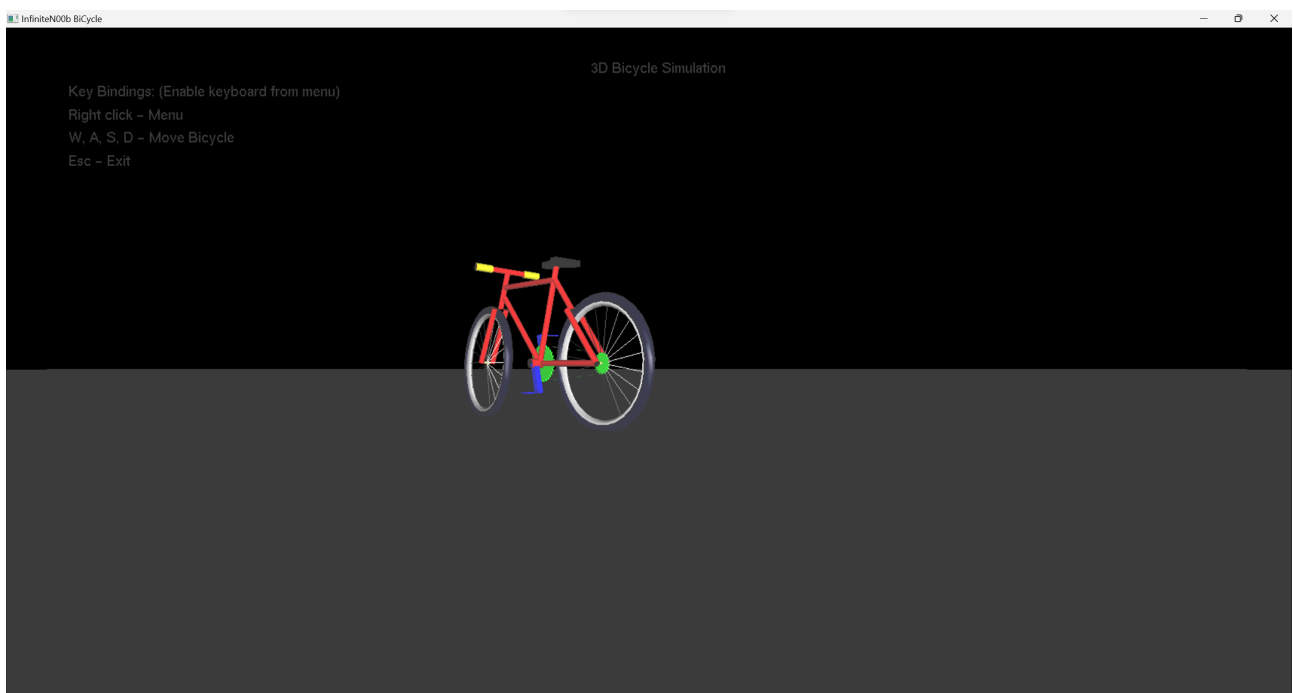 InfiniteN00b BiCycle
3D Bicycle Simulation
Key Bindings: (Enable keyboard from menu)
Right click – Menu
W, A, S, D – Move Bicycle
Esc – Exit